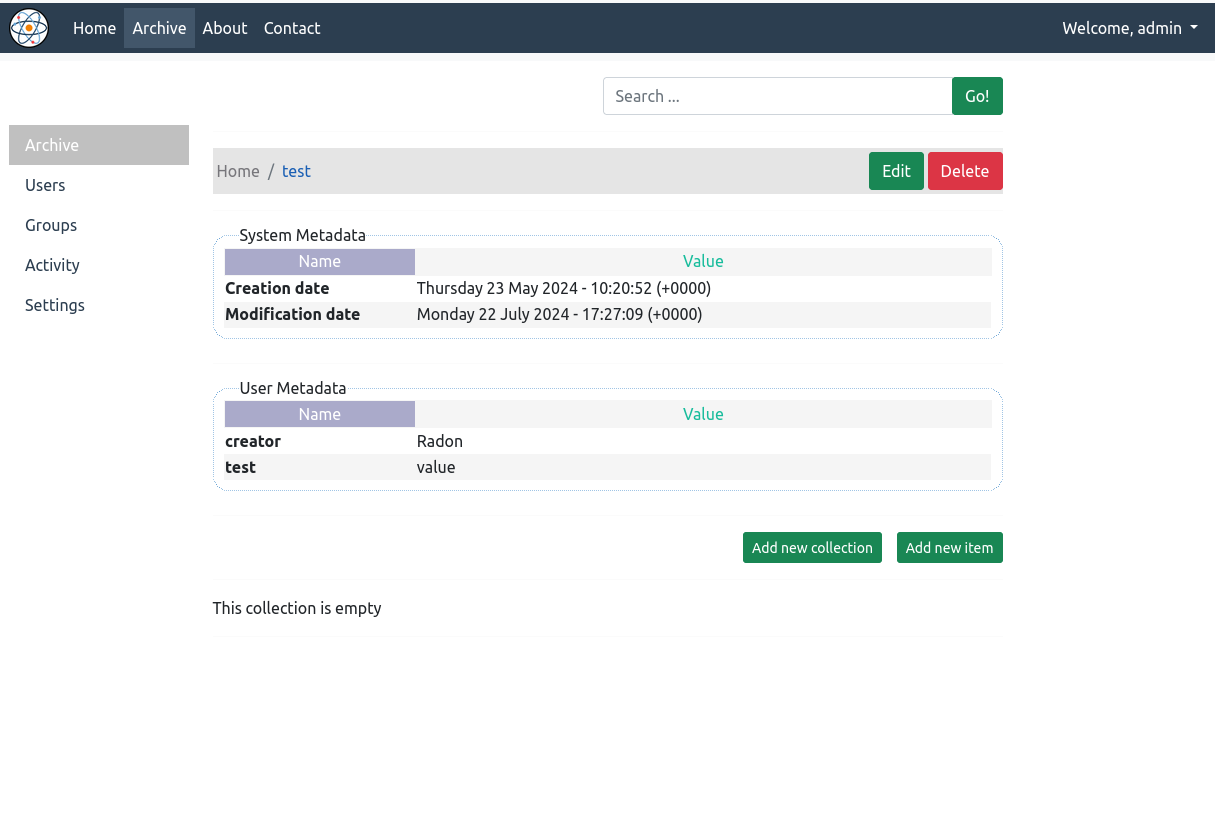 Home Archive About Contact Welcome, admin
Search ... Go!
Archive
Users
Groups
Activity
Settings
Home / test Edit Delete
System Metadata
Name Value
Creation date Thursday 23 May 2024 - 10:20:52 (+0000)
Modification date Monday 22 July 2024 - 17:27:09 (+0000)
User Metadata
Name Value
creator Radon
test value
Add new collection Add new item
This collection is empty